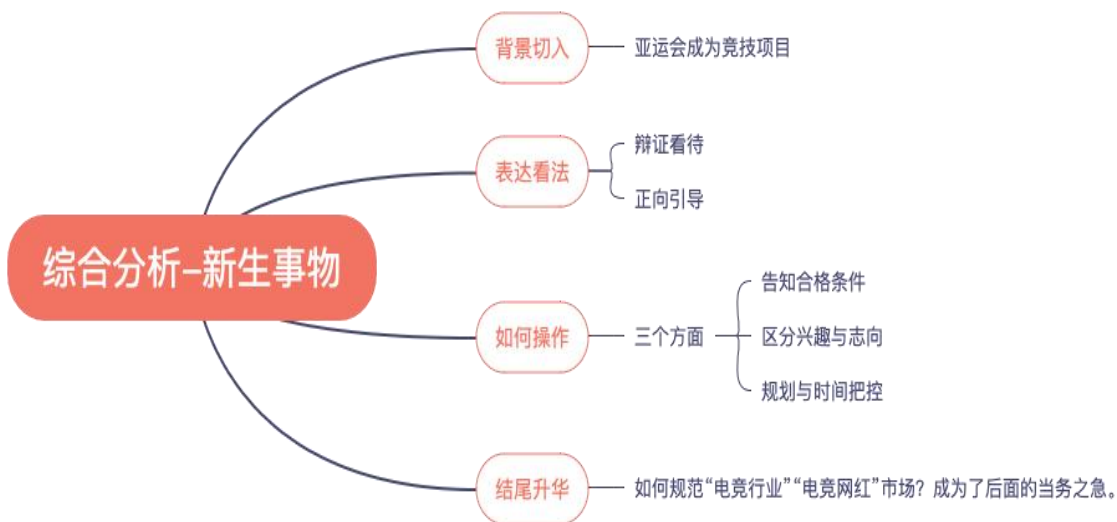 综合分析–新生事物
背景切入
亚运会成为竞技项目
表达看法
辩证看待
正向引导
如何操作
三个方面
告知合格条件
区分兴趣与志向
规划与时间把控
结尾升华
如何规范“电竞行业”“电竞网红”市场？成为了后面的当务之急。